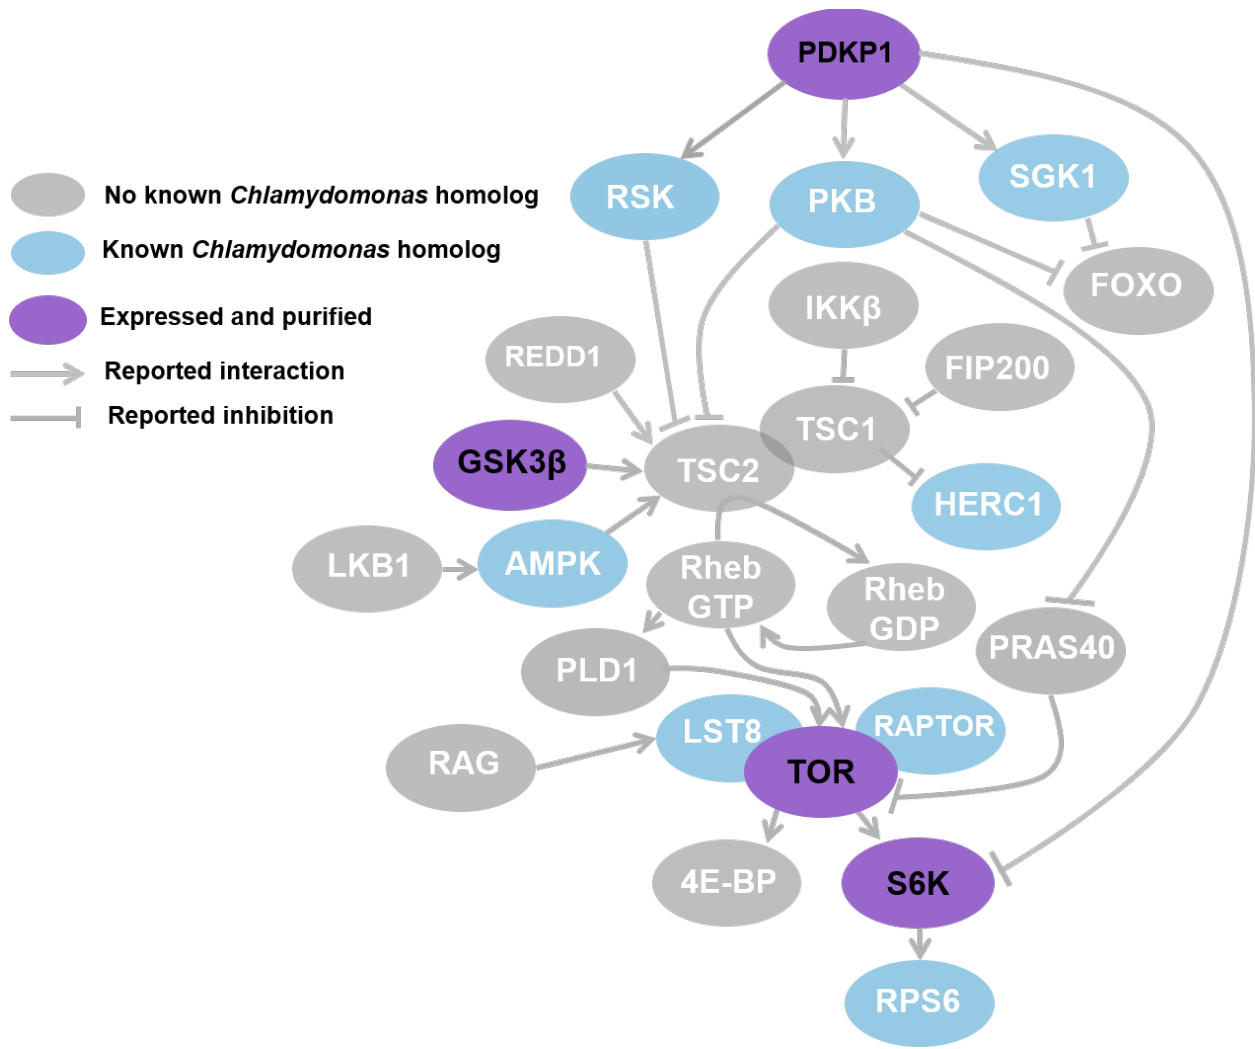 PDKP1
RSK
PKB
SGK1
No known Chlamydomonas homolog
Known Chlamydomonas homolog
Expressed and purified
Reported interaction
Reported inhibition
FOXO
IKKβ
REDD1
FIP200
TSC1
GSK3β
TSC2
HERC1
LKB1
AMPK
Rheb
GTP
Rheb
GDP
PRAS40
PLD1
LST8
RAPTOR
RAG
TOR
4E-BP
S6K
RPS6